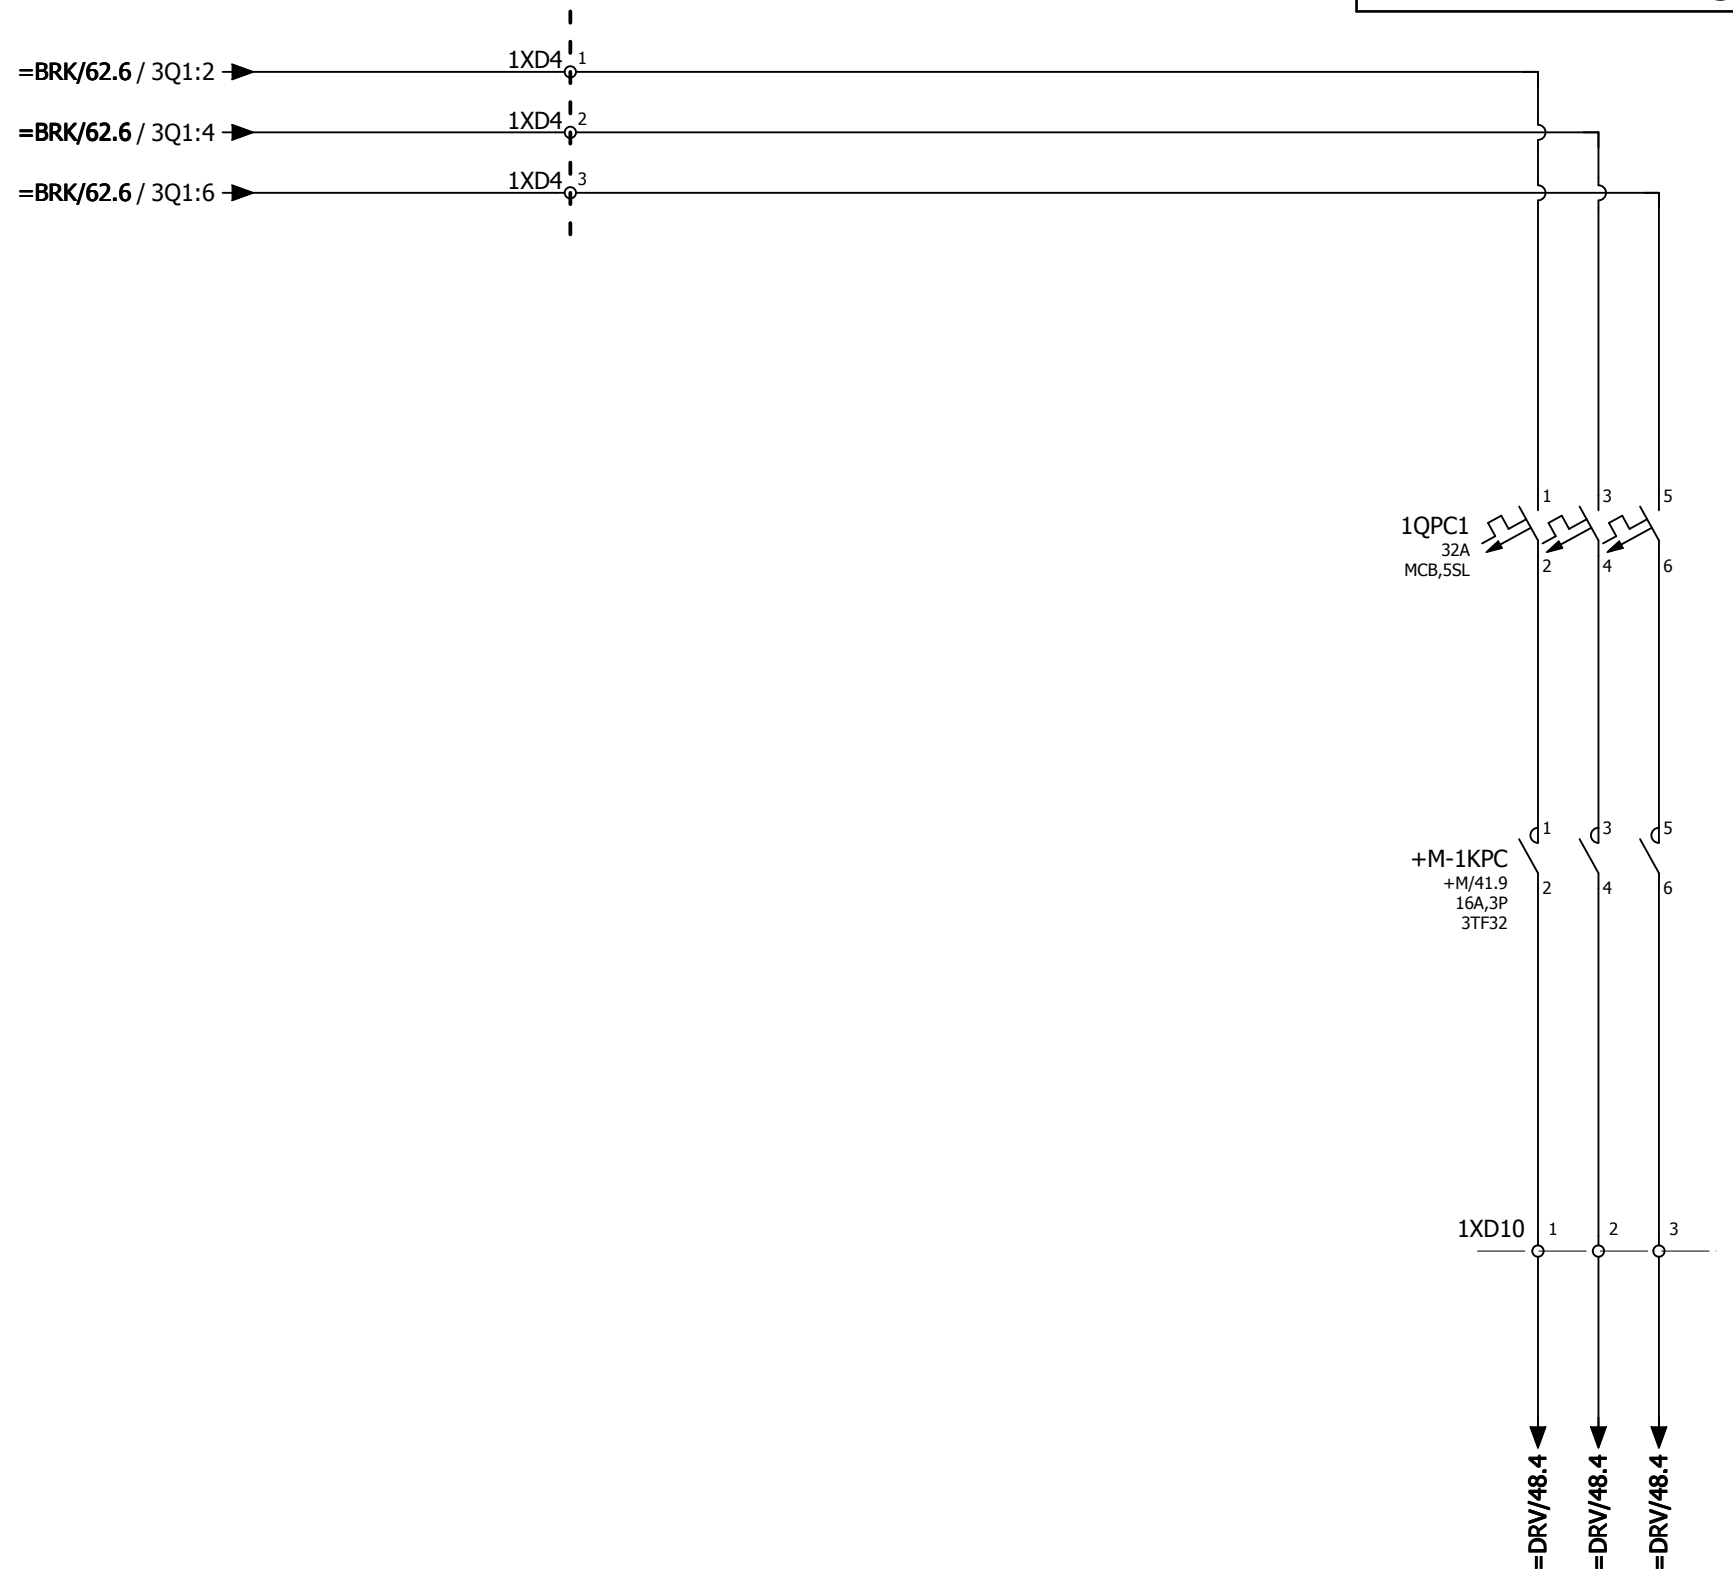 =BRK/62.6 / 3Q1:2
1XD4 1
=BRK/62.6 / 3Q1:4
1XD4 2
=BRK/62.6 / 3Q1:6
1XD4 3
1 3 5
1QPC1
32A
MCB,5SL
2 4 6
1 3 5
+M-1KPC
+M/41.9
16A,3P
3TF32
2 4 6
1XD10 1 2 3
=DRV/48.4
=DRV/48.4
=DRV/48.4